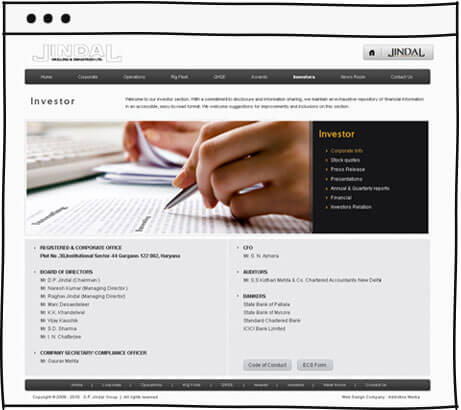 JINDAL
DRILLING & INDUSTRIES LTD.
JINDAL
Home Corporate Operations Rig Fleet QHSE Awards Investors News Room Contact Us
Investor
Welcome to our investor section. With a commitment to disclosure and information sharing, we maintain an exhaustive repository of financial information
in an accessible, easy-to-read format. We welcome suggestions for improvements and inclusions on this section.
Investor
Corporate Info
Stock quotes
Press Release
Presentations
Annual & Quarterly reports
Financial
Investors Relation
REGISTERED & CORPORATE OFFICE
Plot No .30,Institutional Sector 44 Gurgaon 122 002, Haryana
BOARD OF DIRECTORS
Mr. D.P. Jindal (Chairman )
Mr. Naresh Kumar (Managing Director )
Mr. Raghav Jindal (Managing Director)
Mr. Marc Dessendeleer
Mr. K.K. Khandelwal
Mr. Vijay Kaushik
Mr. S.D. Sharma
Mr. I. N. Chatterjee
COMPANY SECRETARY COMPLIANCE OFFICER
Mr. Saurav Mehta
CFO
Mr. G. N.
AUDITORS
Mr. S.S Kothari Mehta & Co. Chartered Accountants New Delhi
BANKERS
State Bank of Patiala
State Bank of Mysore
Standard Chartered Bank
ICICI Bank Limited
Code of Conduct ECS Form
Home | Corporate | Operations | Rig Fleet | QHSE | Awards | Investors | News Room | Contact Us
Copyright © 2009 - 2010 D.P. Jindal Group | All rights reserved
Web Design Company : Additions Media